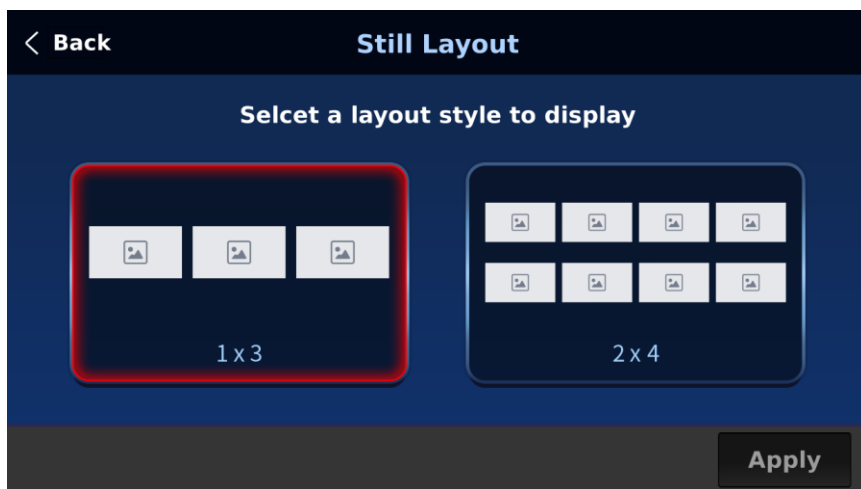 Back
Still Layout
Selcet a layout style to display
1 x 3
2 x 4
Apply